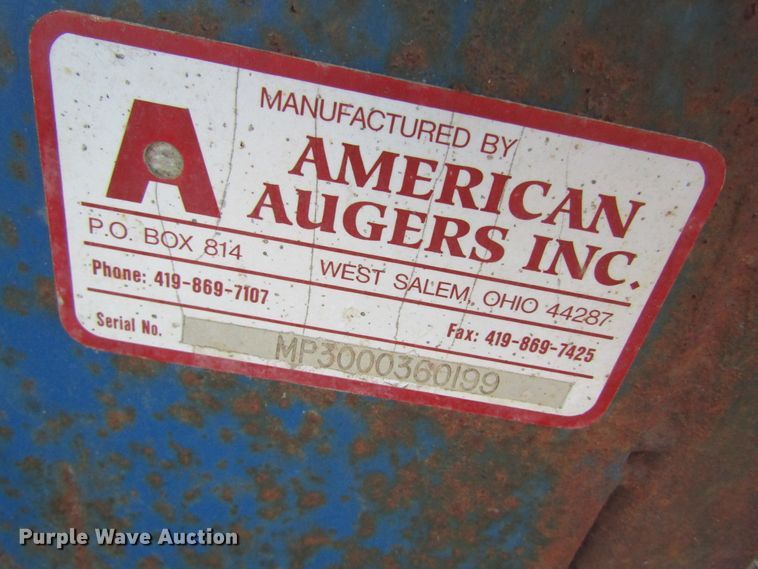 A
MANUFACTURED BY
AMERICAN
AUGERS INC.
P.O. BOX 814 WEST SALEM, OHIO 44287
Phone: 419-869-7107 Fax: 419-869-7425
Serial No. MP3000360199
Purple Wave Auction